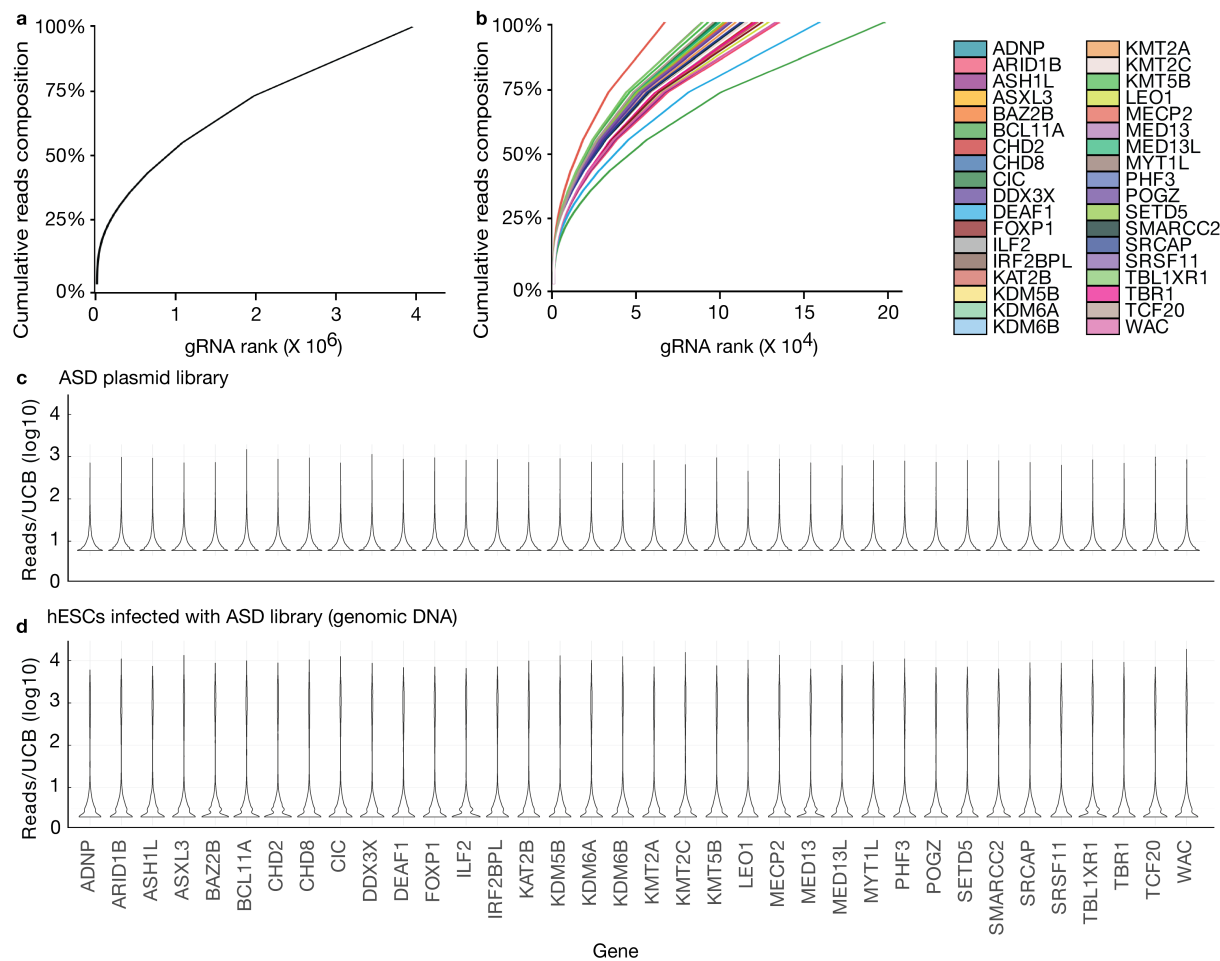 a
Cumulative reads composition
100%
75%
50%
25%
0%
0 1 2 3 4
gRNA rank (X 10^6)
b
Cumulative reads composition
100%
75%
50%
25%
0%
0 5 10 15 20
gRNA rank (X 10^4)
ADNP
ARID1B
ASH1L
ASXL3
BAZ2B
BCL11A
CHD2
CHD8
CIC
DDX3X
DEAF1
FOXP1
ILF2
IRF2BPL
KAT2B
KDM5B
KDM6A
KDM6B
KMT2A
KMT2C
KMT5B
LEO1
MECP2
MED13
MED13L
MYT1L
PHF3
POGZ
SETD5
SMARCC2
SRCAP
SRSF11
TBL1XR1
TBR1
TCF20
WAC
c ASD plasmid library
Reads/UCB (log10)
4
3
2
1
0
d hESCs infected with ASD library (genomic DNA)
Reads/UCB (log10)
4
3
2
1
0
ADNP
ARID1B
ASH1L
ASXL3
BAZ2B
BCL11A
CHD2
CHD8
CIC
DDX3X
DEAF1
FOXP1
ILF2
IRF2BPL
KAT2B
KDM5B
KDM6A
KDM6B
KMT2A
KMT2C
KMT5B
LEO1
MECP2
MED13
MED13L
MYT1L
PHF3
POGZ
SETD5
SMARCC2
SRCAP
SRSF11
TBL1XR1
TBR1
TCF20
WAC
Gene